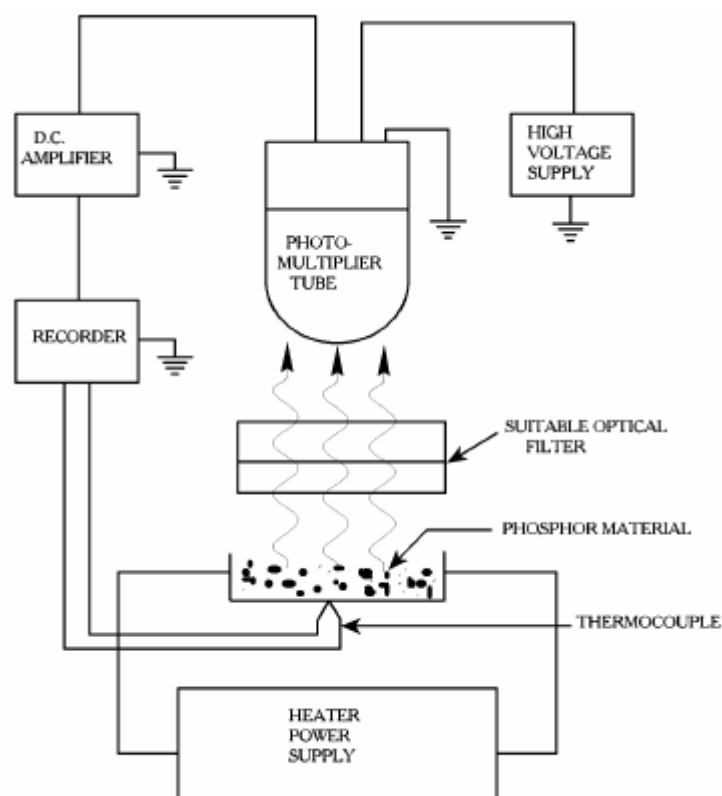 D.C.
AMPLIFIER
HIGH
VOLTAGE
SUPPLY
PHOTO-
MULTIPLIER
TUBE
RECORDER
SUITABLE OPTICAL
FILTER
PHOSPHOR MATERIAL
THERMOCOUPLE
HEATER
POWER
SUPPLY